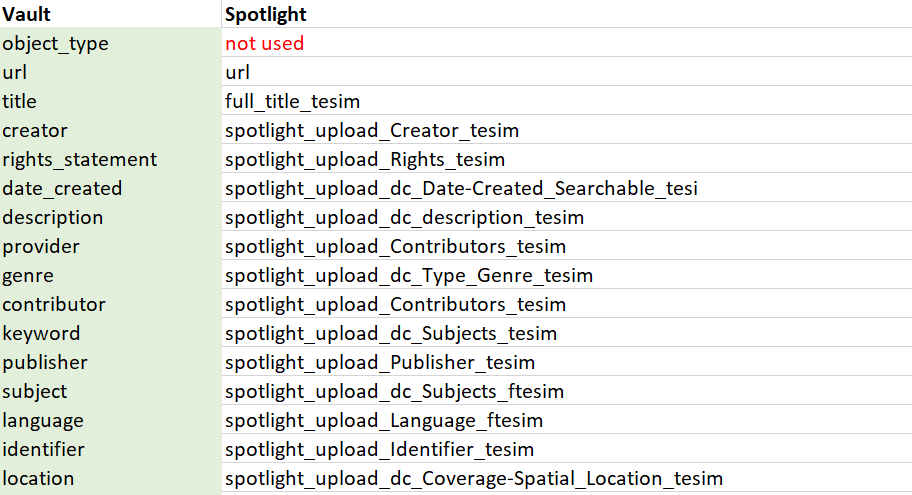 Vault Spotlight
object_type not used
url url
title full_title_tesim
creator spotlight_upload_Creator_tesim
rights_statement spotlight_upload_Rights_tesim
date_created spotlight_upload_dc_Date-Created_Searchable_tesi
description spotlight_upload_dc_description_tesim
provider spotlight_upload_Contributors_tesim
genre spotlight_upload_dc_Type_Genre_tesim
contributor spotlight_upload_Contributors_tesim
keyword spotlight_upload_dc_Subjects_tesim
publisher spotlight_upload_Publisher_tesim
subject spotlight_upload_dc_Subjects_ftesim
language spotlight_upload_Language_ftesim
identifier spotlight_upload_Identifier_tesim
location spotlight_upload_dc_Coverage-Spatial_Location_tesim